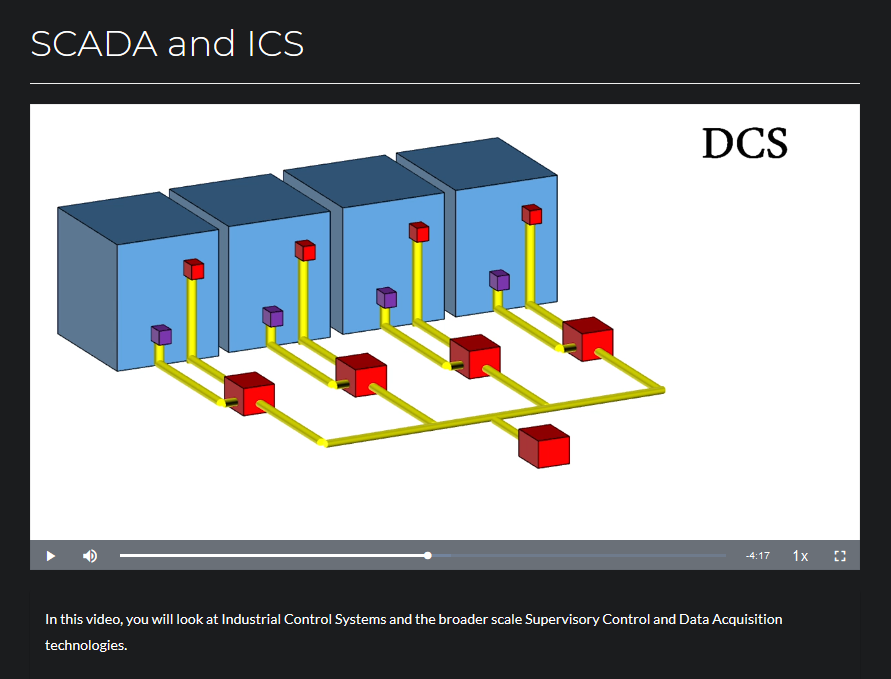 SCADA and ICS
DCS
-4:17
1x
In this video, you will look at Industrial Control Systems and the broader scale Supervisory Control and Data Acquisition
technologies.